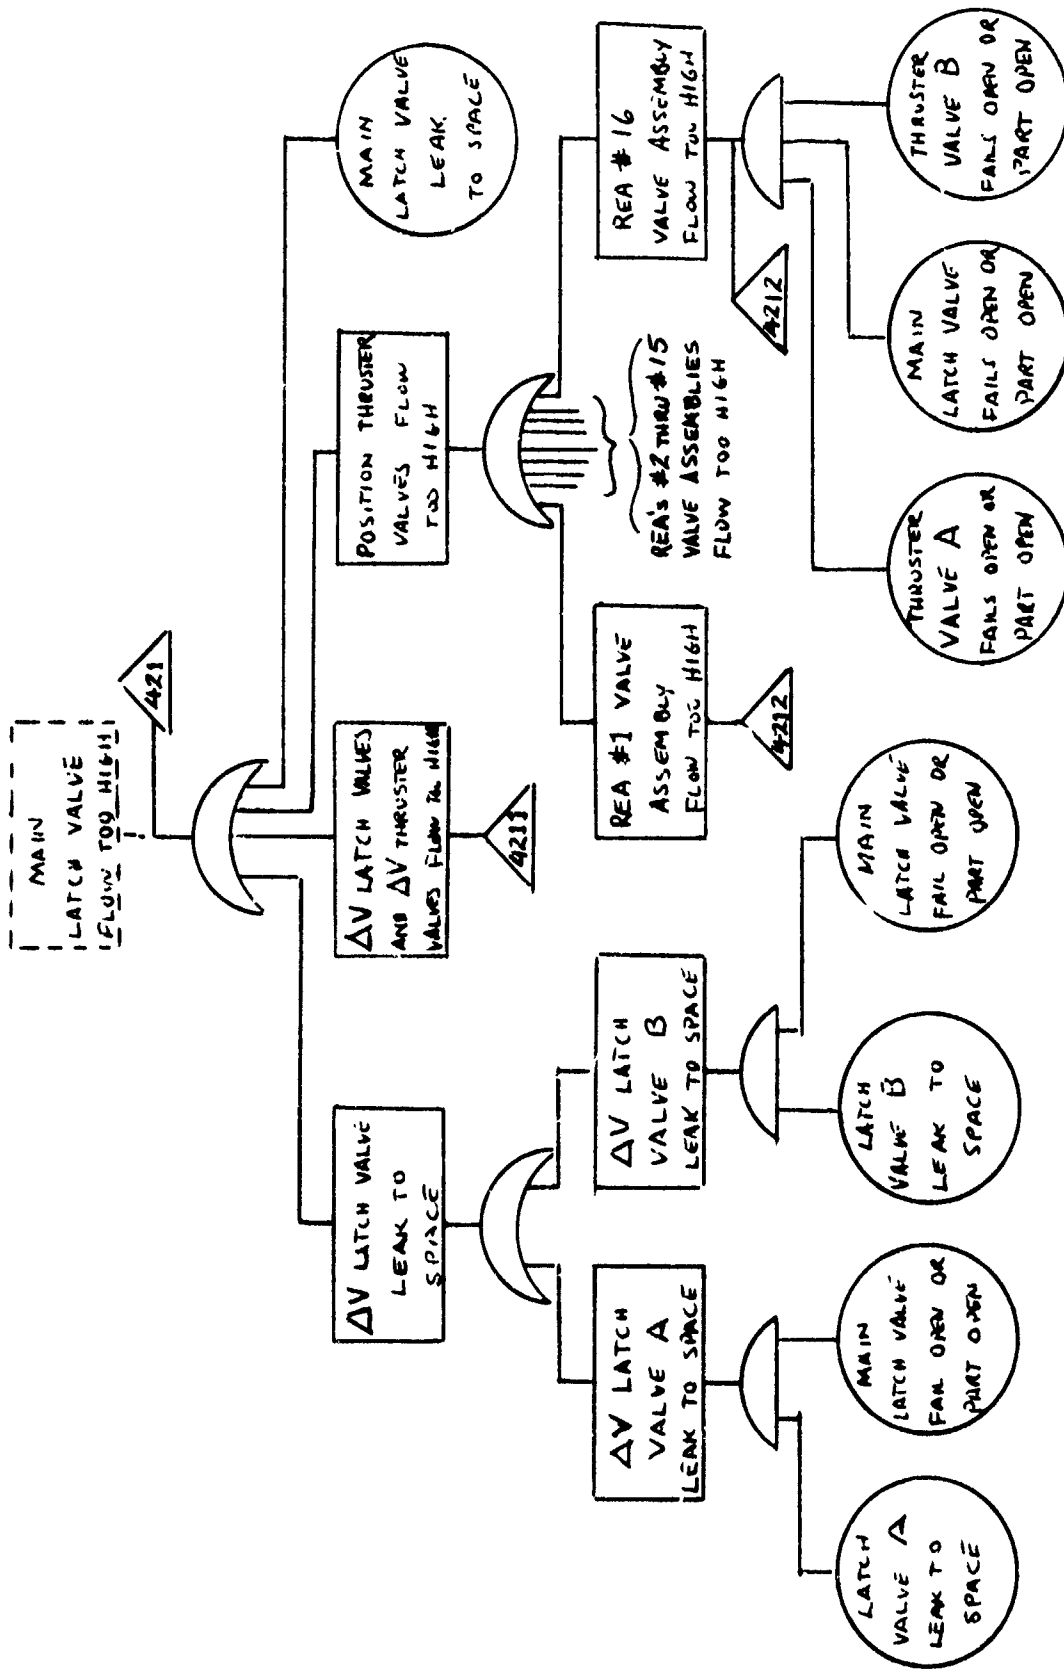 MAIN
LATCH VALVE
FLOW TOO HIGH
421
ΔV LATCH VALVE
LEAK TO
SPACE
ΔV LATCH VALVES
AND ΔV THRUSTER
VALVES FLOW TOO HIGH
4211
POSITION THRUSTER
VALVES FLOW
TOO HIGH
MAIN
LATCH VALVE
LEAK
TO SPACE
ΔV LATCH
VALVE A
LEAK TO SPACE
ΔV LATCH
VALVE B
LEAK TO SPACE
REA #1 VALVE
ASSEMBLY
FLOW TOO HIGH
4212
REA's #2 THRU #15
VALVE ASSEMBLIES
FLOW TOO HIGH
REA #16
VALVE ASSEMBLY
FLOW TOO HIGH
4212
LATCH
VALVE A
LEAK TO
SPACE
MAIN
LATCH VALVE
FAIL OPEN OR
PART OPEN
LATCH
VALVE B
LEAK TO
SPACE
MAIN
LATCH VALVE
FAIL OPEN OR
PART OPEN
THRUSTER
VALVE A
FAILS OPEN OR
PART OPEN
MAIN
LATCH VALVE
FAILS OPEN OR
PART OPEN
THRUSTER
VALVE B
FAILS OPEN OR
PART OPEN